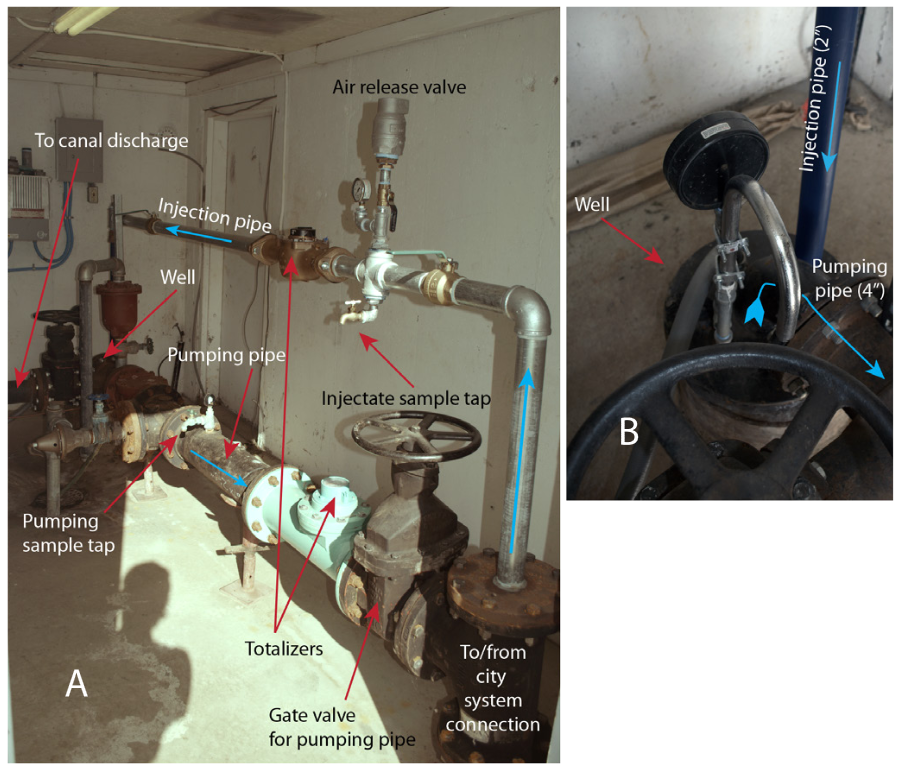 Air release valve
To canal discharge
Injection pipe
Well
Pumping pipe
Injectate sample tap
Pumping
sample tap
Totalizers
To/from
city
system
connection
Gate valve
for pumping pipe
A
Injection pipe (2”)
Well
Pumping
pipe (4”)
B